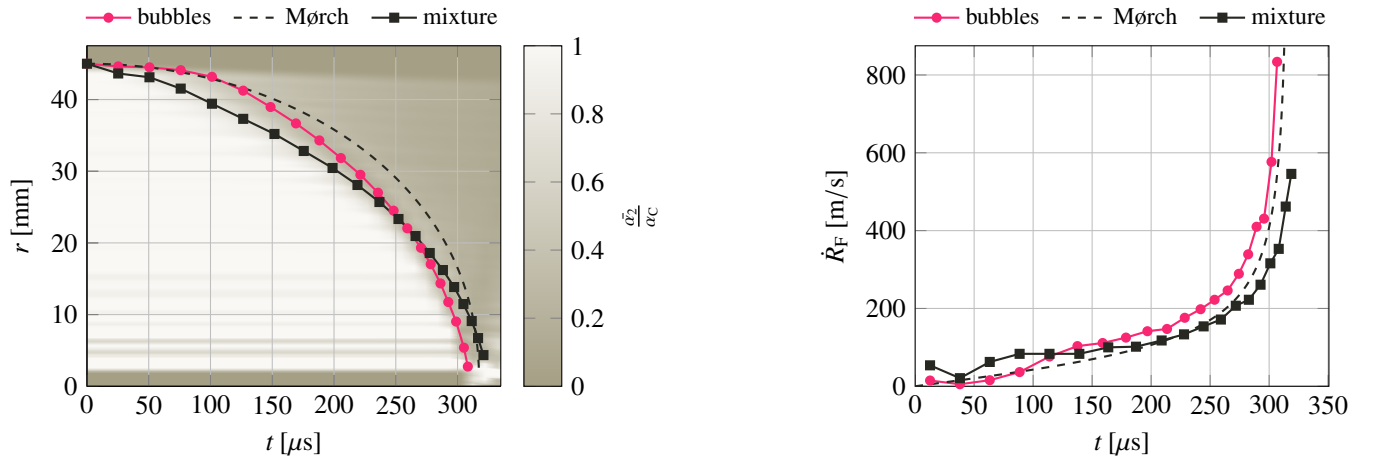 bubbles Mørch mixture
40
30
20
10
0
r [mm]
0 50 100 150 200 250 300
t [μs]
1
0.8
0.6
0.4
0.2
0
ᾱ₂/α_C
bubbles Mørch mixture
800
600
400
200
0
Ṙ_F [m/s]
0 50 100 150 200 250 300 350
t [μs]